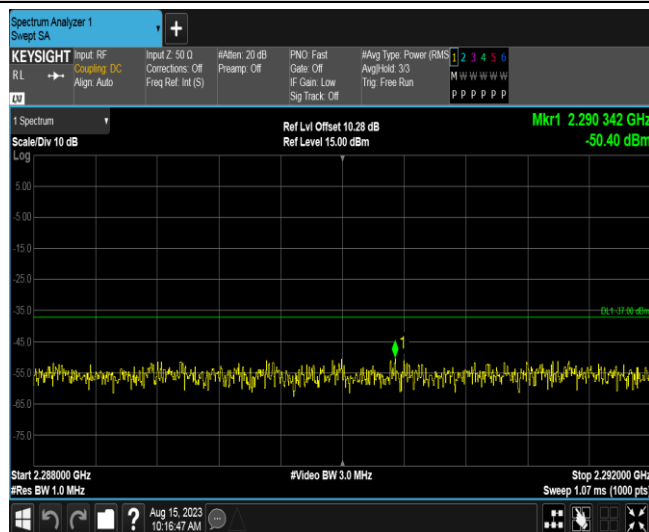 Spectrum Analyzer 1
Swept SA
+
KEYSIGHT
RL
LXI
Input: RF
Coupling: DC
Align: Auto
Input Z: 50 Ω
Corrections: Off
Freq Ref: Int (S)
#Atten: 20 dB
Preamp: Off
PNO: Fast
Gate: Off
IF Gain: Low
Sig Track: Off
#Avg Type: Power (RMS
Avg|Hold: 3/3
Trig: Free Run
1 2 3 4 5 6
M W W W W W
P P P P P P
1 Spectrum
Scale/Div 10 dB
Ref Lvl Offset 10.28 dB
Ref Level 15.00 dBm
Mkr1 2.290 342 GHz
-50.40 dBm
Log
5.00
-5.00
-15.0
-25.0
-35.0
DL1 -37.00 dBm
-45.0
1
-55.0
-65.0
-75.0
Start 2.288000 GHz
#Video BW 3.0 MHz
Stop 2.292000 GHz
#Res BW 1.0 MHz
Sweep 1.07 ms (1000 pts)
?
Aug 15, 2023
10:16:47 AM